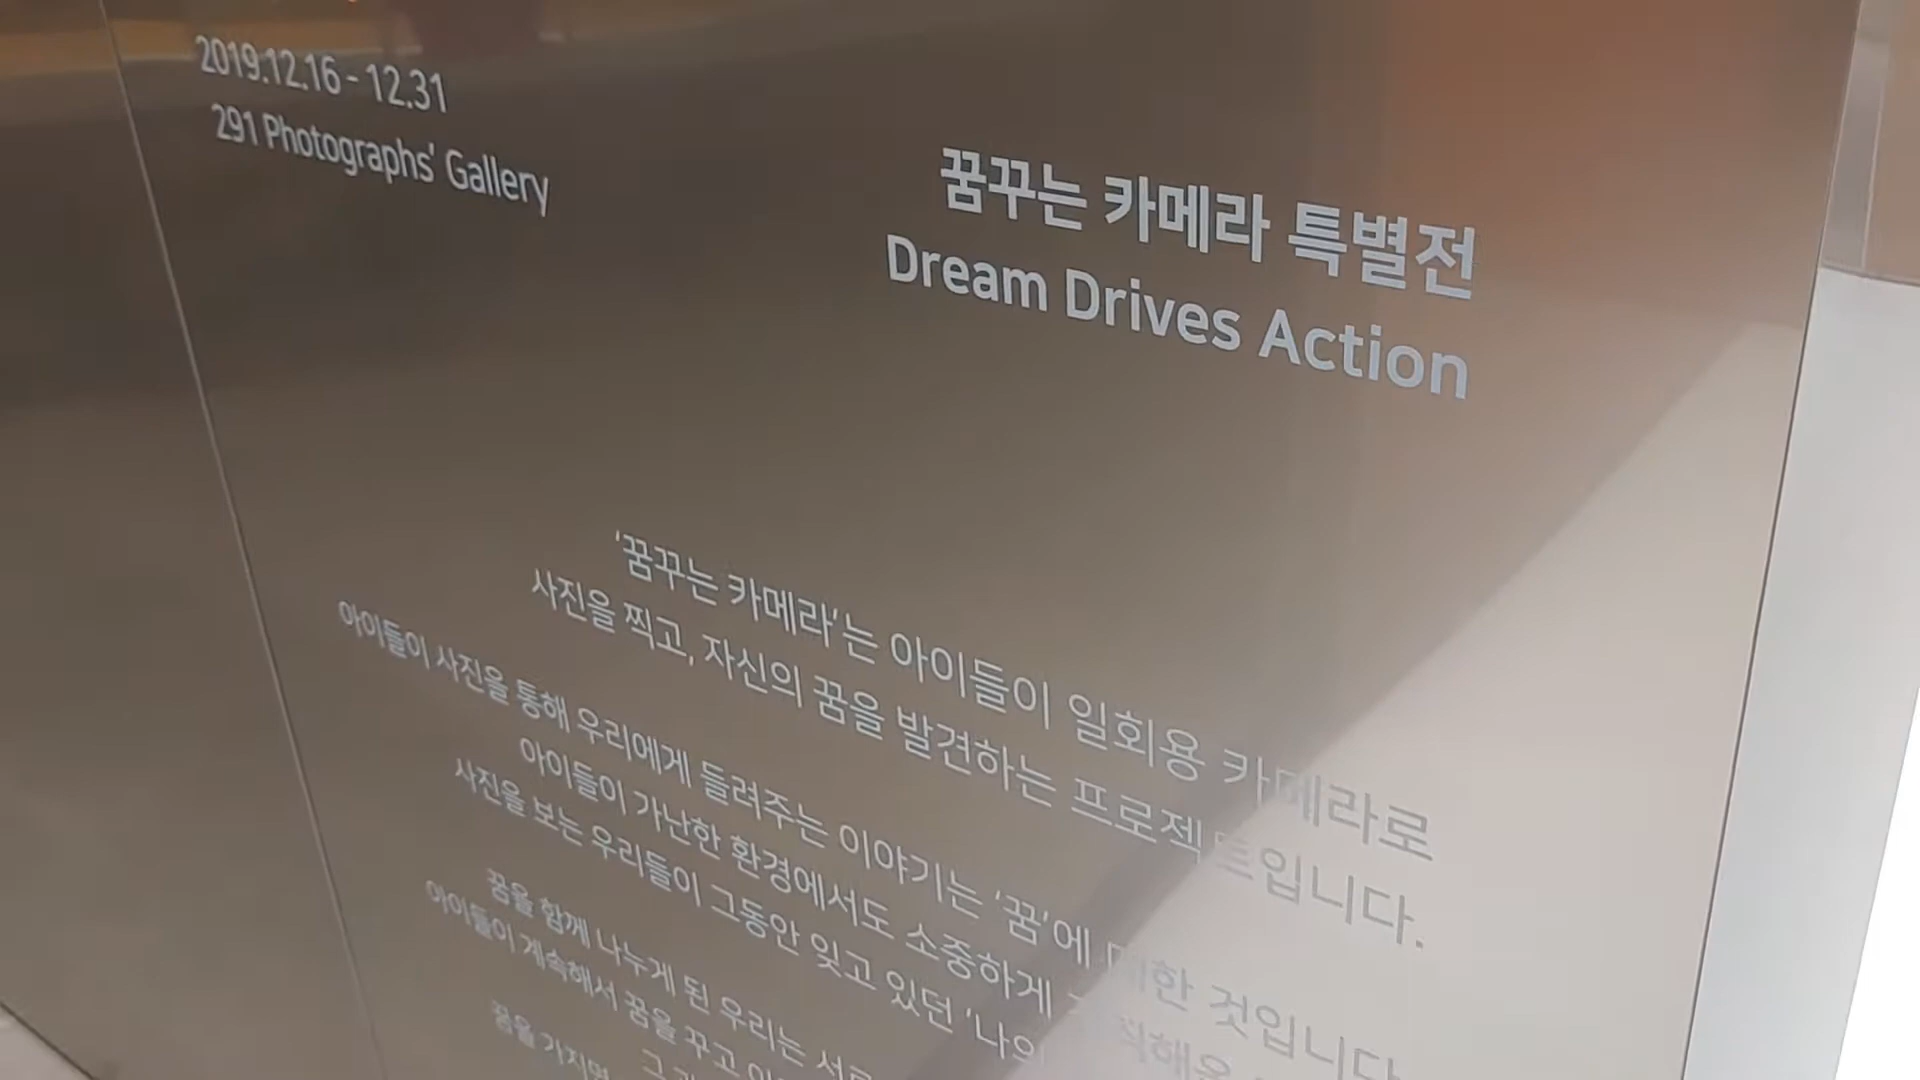 2019.12.16 - 12.31
291 Photographs' Gallery
꿈꾸는 카메라 특별전
Dream Drives Action
'꿈꾸는 카메라'는 아이들이 일회용 카메라로
사진을 찍고, 자신의 꿈을 발견하는 프로젝트입니다.
아이들이 사진을 통해 우리에게 들려주는 이야기는 '꿈'에 대한 것입니다
아이들이 가난한 환경에서도 소중하게
사진을 보는 우리들이 그동안 잊고 있던 '나의
꿈을 함께 나누게 된 우리는
아이들이 계속해서 꿈을 꾸고
꿈을 가지면